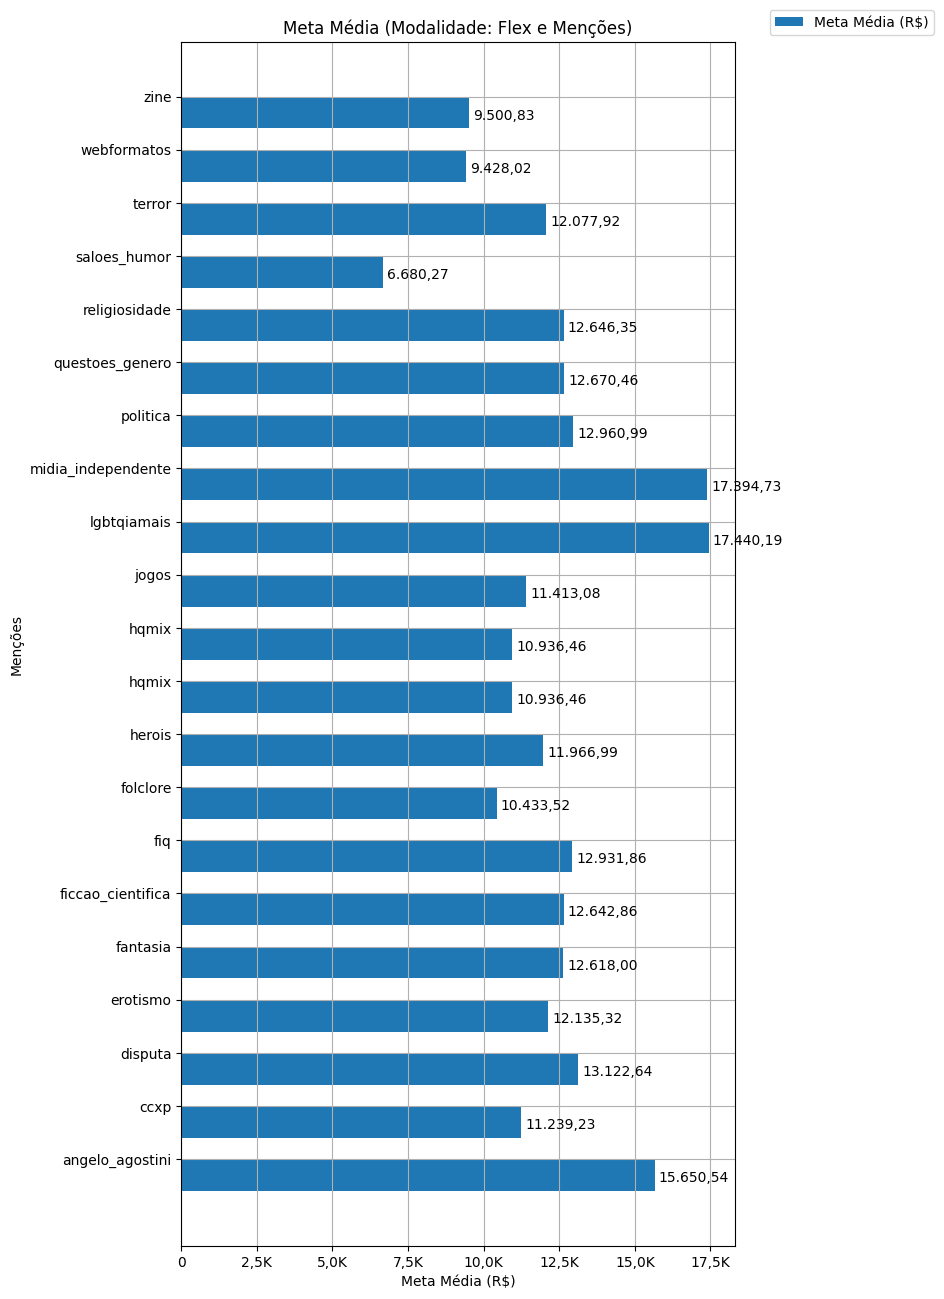 Meta Média (Modalidade: Flex e Menções)
Meta Média (R$)
zine 9.500,83
webformatos 9.428,02
terror 12.077,92
saloes_humor 6.680,27
religiosidade 12.646,35
questoes_genero 12.670,46
politica 12.960,99
midia_independente 17.394,73
lgbtqiamais 17.440,19
jogos 11.413,08
hqmix 10.936,46
hqmix 10.936,46
herois 11.966,99
folclore 10.433,52
fiq 12.931,86
ficcao_cientifica 12.642,86
fantasia 12.618,00
erotismo 12.135,32
disputa 13.122,64
ccxp 11.239,23
angelo_agostini 15.650,54
Menções
0 2,5K 5,0K 7,5K 10,0K 12,5K 15,0K 17,5K
Meta Média (R$)